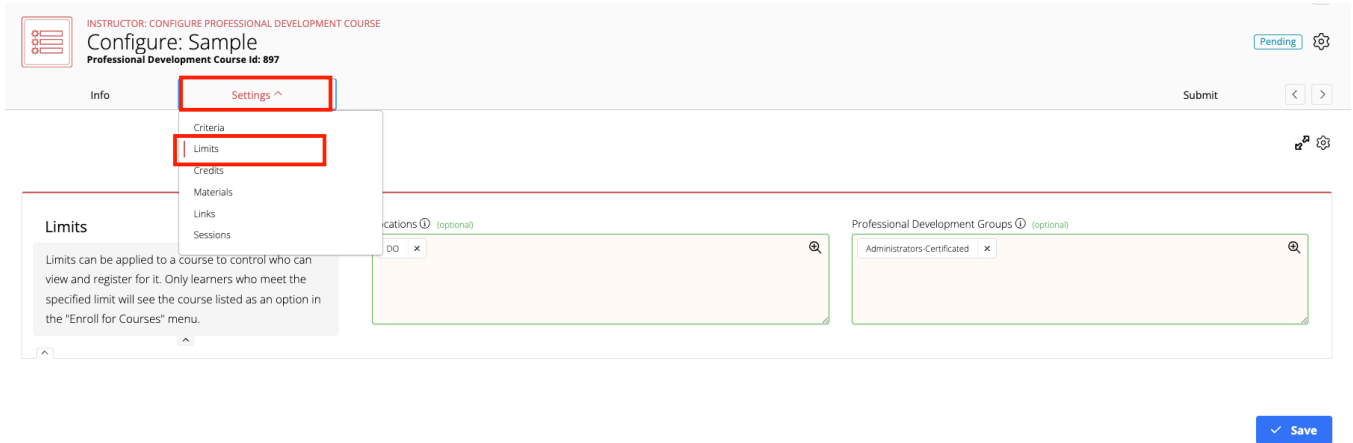 INSTRUCTOR: CONFIGURE PROFESSIONAL DEVELOPMENT COURSE
Configure: Sample
Professional Development Course Id: 897
Pending
Info
Settings
Submit
Criteria
Limits
Credits
Materials
Links
Sessions
Limits
Limits can be applied to a course to control who can
view and register for it. Only learners who meet the
specified limit will see the course listed as an option in
the "Enroll for Courses" menu.
cations (optional)
DO ×
Professional Development Groups (optional)
Administrators-Certificated ×
Save